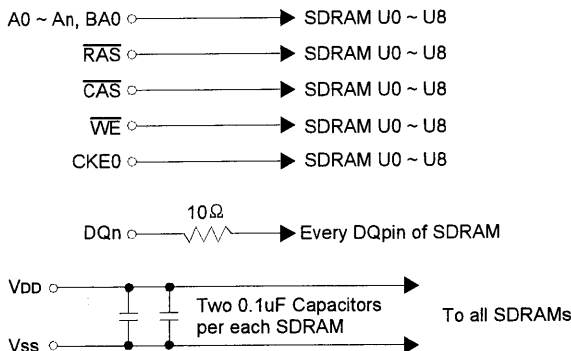 A0 ~ An, BA0 SDRAM U0 ~ U8
RAS SDRAM U0 ~ U8
CAS SDRAM U0 ~ U8
WE SDRAM U0 ~ U8
CKE0 SDRAM U0 ~ U8
10Ω
DQn Every DQpin of SDRAM
VDD
Two 0.1uF Capacitors
per each SDRAM
To all SDRAMs
Vss